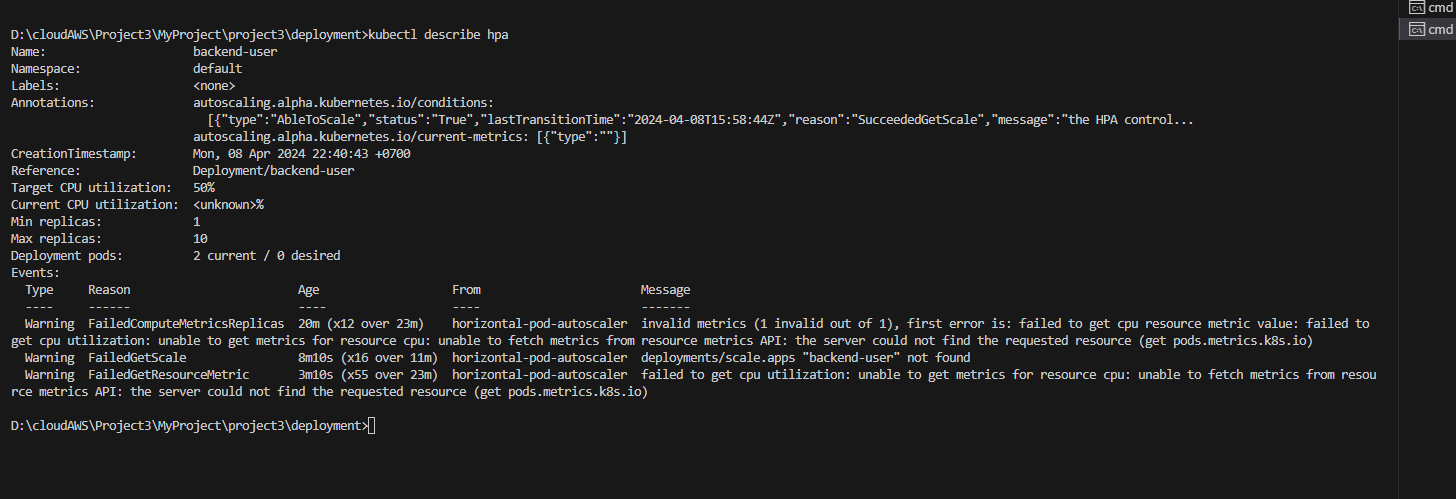 cmd
cmd
D:\cloudAWS\Project3\MyProject\project3\deployment>kubectl describe hpa
Name: backend-user
Namespace: default
Labels: <none>
Annotations: autoscaling.alpha.kubernetes.io/conditions:
[{"type":"AbleToScale","status":"True","lastTransitionTime":"2024-04-08T15:58:44Z","reason":"SucceededGetScale","message":"the HPA control...
autoscaling.alpha.kubernetes.io/current-metrics: [{"type":""}]
CreationTimestamp: Mon, 08 Apr 2024 22:40:43 +0700
Reference: Deployment/backend-user
Target CPU utilization: 50%
Current CPU utilization: <unknown>%
Min replicas: 1
Max replicas: 10
Deployment pods: 2 current / 0 desired
Events:
Type Reason Age From Message
---- ------ ---- ---- -------
Warning FailedComputeMetricsReplicas 20m (x12 over 23m) horizontal-pod-autoscaler invalid metrics (1 invalid out of 1), first error is: failed to get cpu resource metric value: failed to
get cpu utilization: unable to get metrics for resource cpu: unable to fetch metrics from resource metrics API: the server could not find the requested resource (get pods.metrics.k8s.io)
Warning FailedGetScale 8m10s (x16 over 11m) horizontal-pod-autoscaler deployments/scale.apps "backend-user" not found
Warning FailedGetResourceMetric 3m10s (x55 over 23m) horizontal-pod-autoscaler failed to get cpu utilization: unable to get metrics for resource cpu: unable to fetch metrics from resou
rce metrics API: the server could not find the requested resource (get pods.metrics.k8s.io)
D:\cloudAWS\Project3\MyProject\project3\deployment>